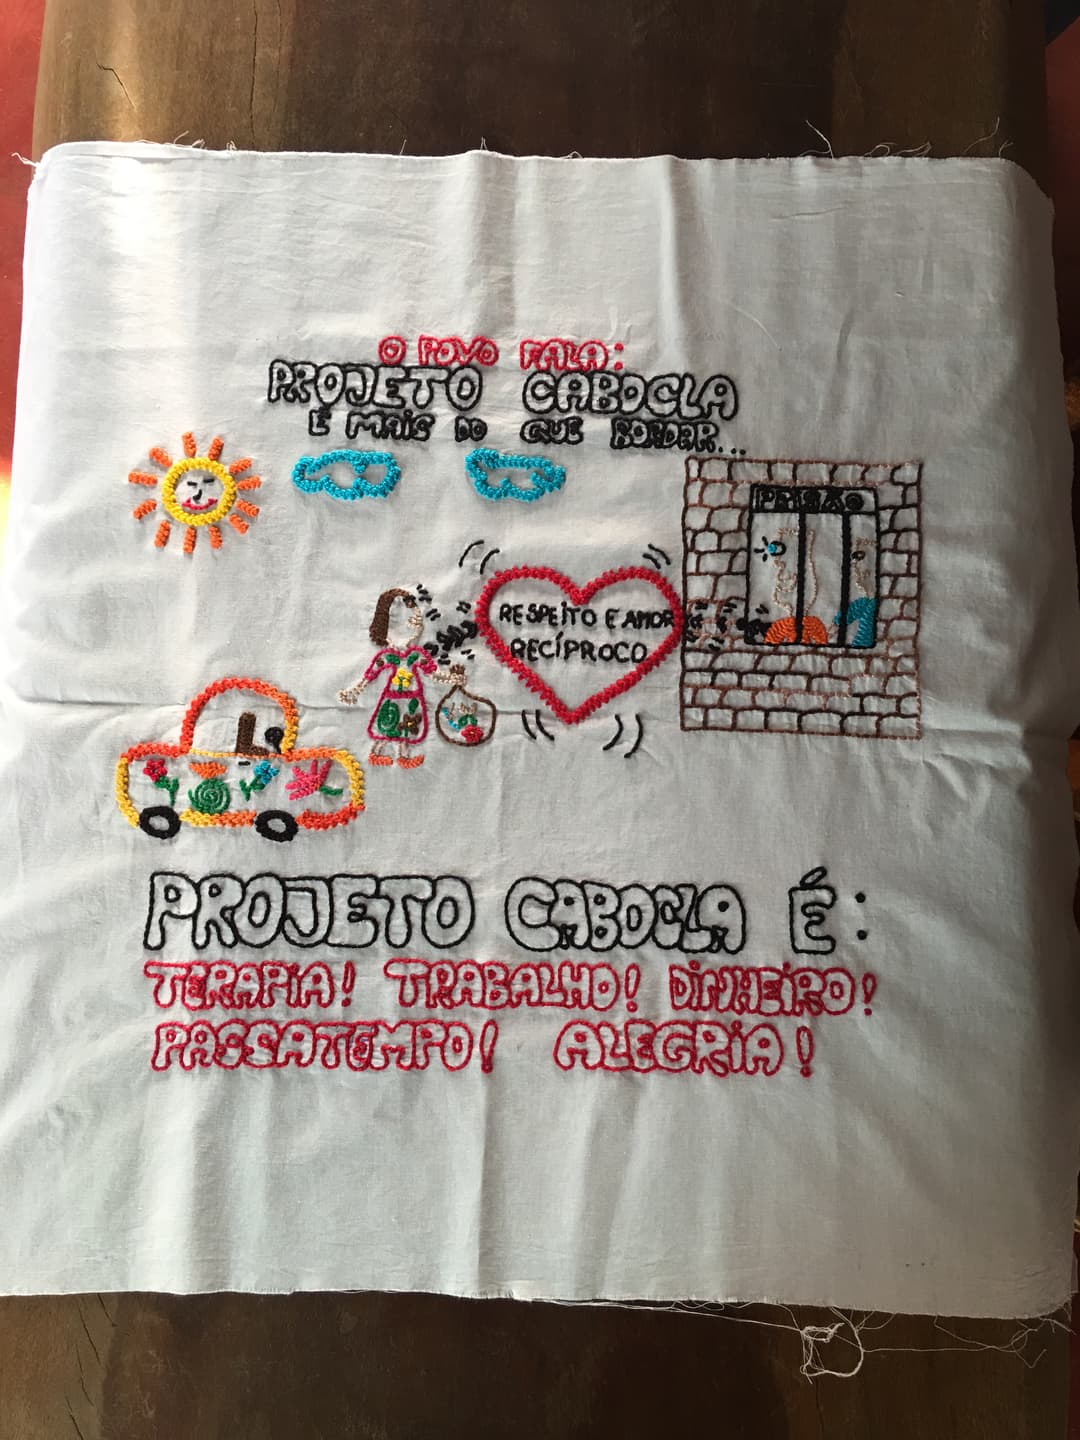 O POVO FALA:
PROJETO CABOCLA
É MAIS DO QUE BORDAR...
PRISÃO
RESPEITO E AMOR
RECÍPROCO
PROJETO CABOCLA É:
TERAPIA! TRABALHO! DINHEIRO!
PASSATEMPO! ALEGRIA!